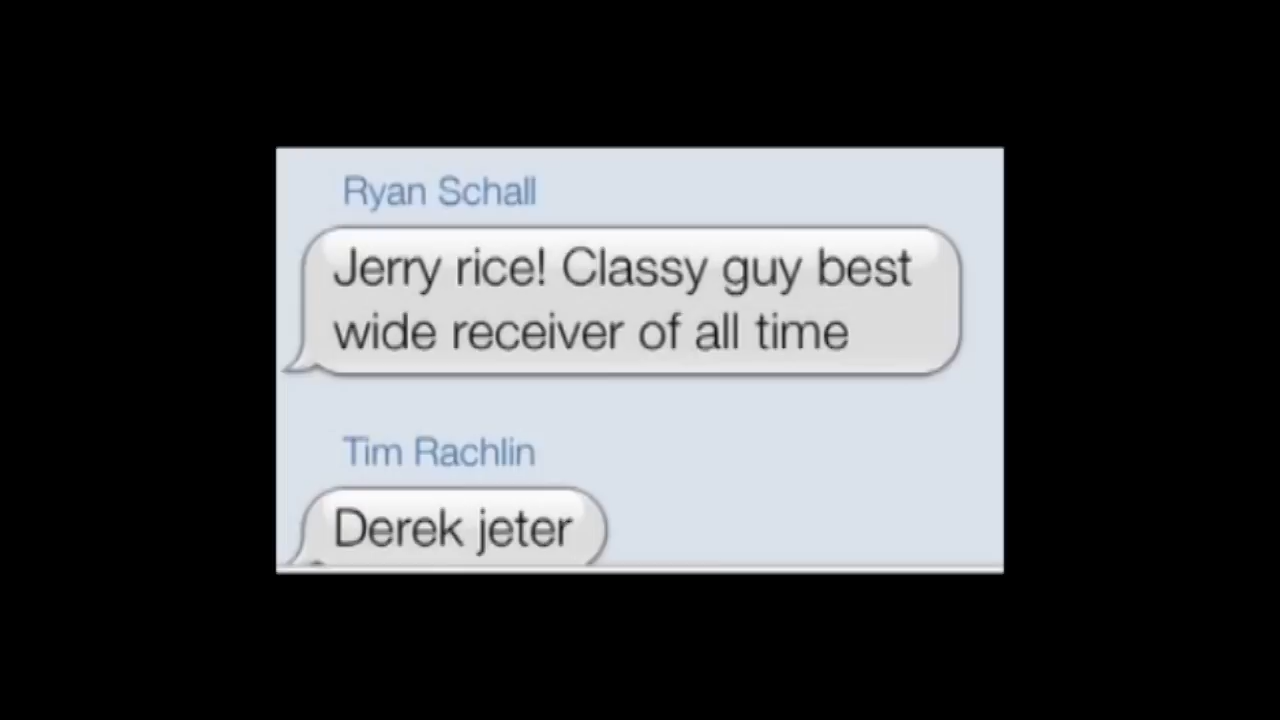 Ryan Schall
Jerry rice! Classy guy best
wide receiver of all time
Tim Rachlin
Derek jeter